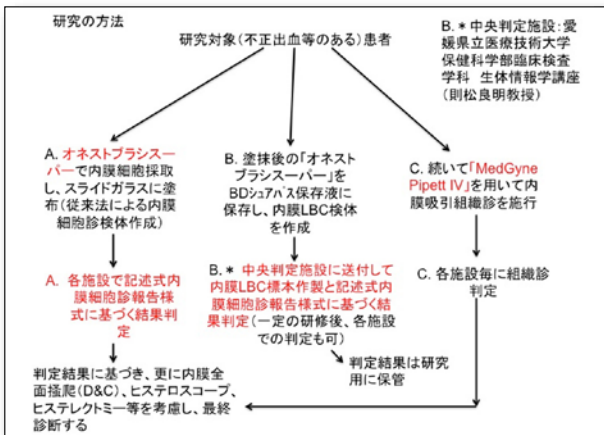 研究の方法
研究対象(不正出血等のある)患者
B. *中央判定施設:愛
媛県立医療技術大学
保健科学部臨床検査
学科 生体情報学講座
(則松良明教授)
A. オネストブラシスー
パーで内膜細胞採取
し、スライドガラスに塗
布(従来法による内膜
細胞診検体作成)
B. 塗抹後の「オネスト
ブラシスーパー」を
BDシュアパス保存液に
保存し、内膜LBC検体
を作成
C. 続いて「MedGyne
Pipett IV」を用いて内
膜吸引組織診を施行
A. 各施設で記述式内
膜細胞診報告様
式に基づく結果判
定
B.* 中央判定施設に送付して
内膜LBC標本作製と記述式内
膜細胞診報告様式に基づく結
果判定(一定の研修後、各施設
での判定も可)
C. 各施設毎に組織診
判定
判定結果は研究
用に保管
判定結果に基づき、更に内膜全
面掻爬(D&C)、ヒステロスコープ、
ヒステレクトミー等を考慮し、最終
診断する